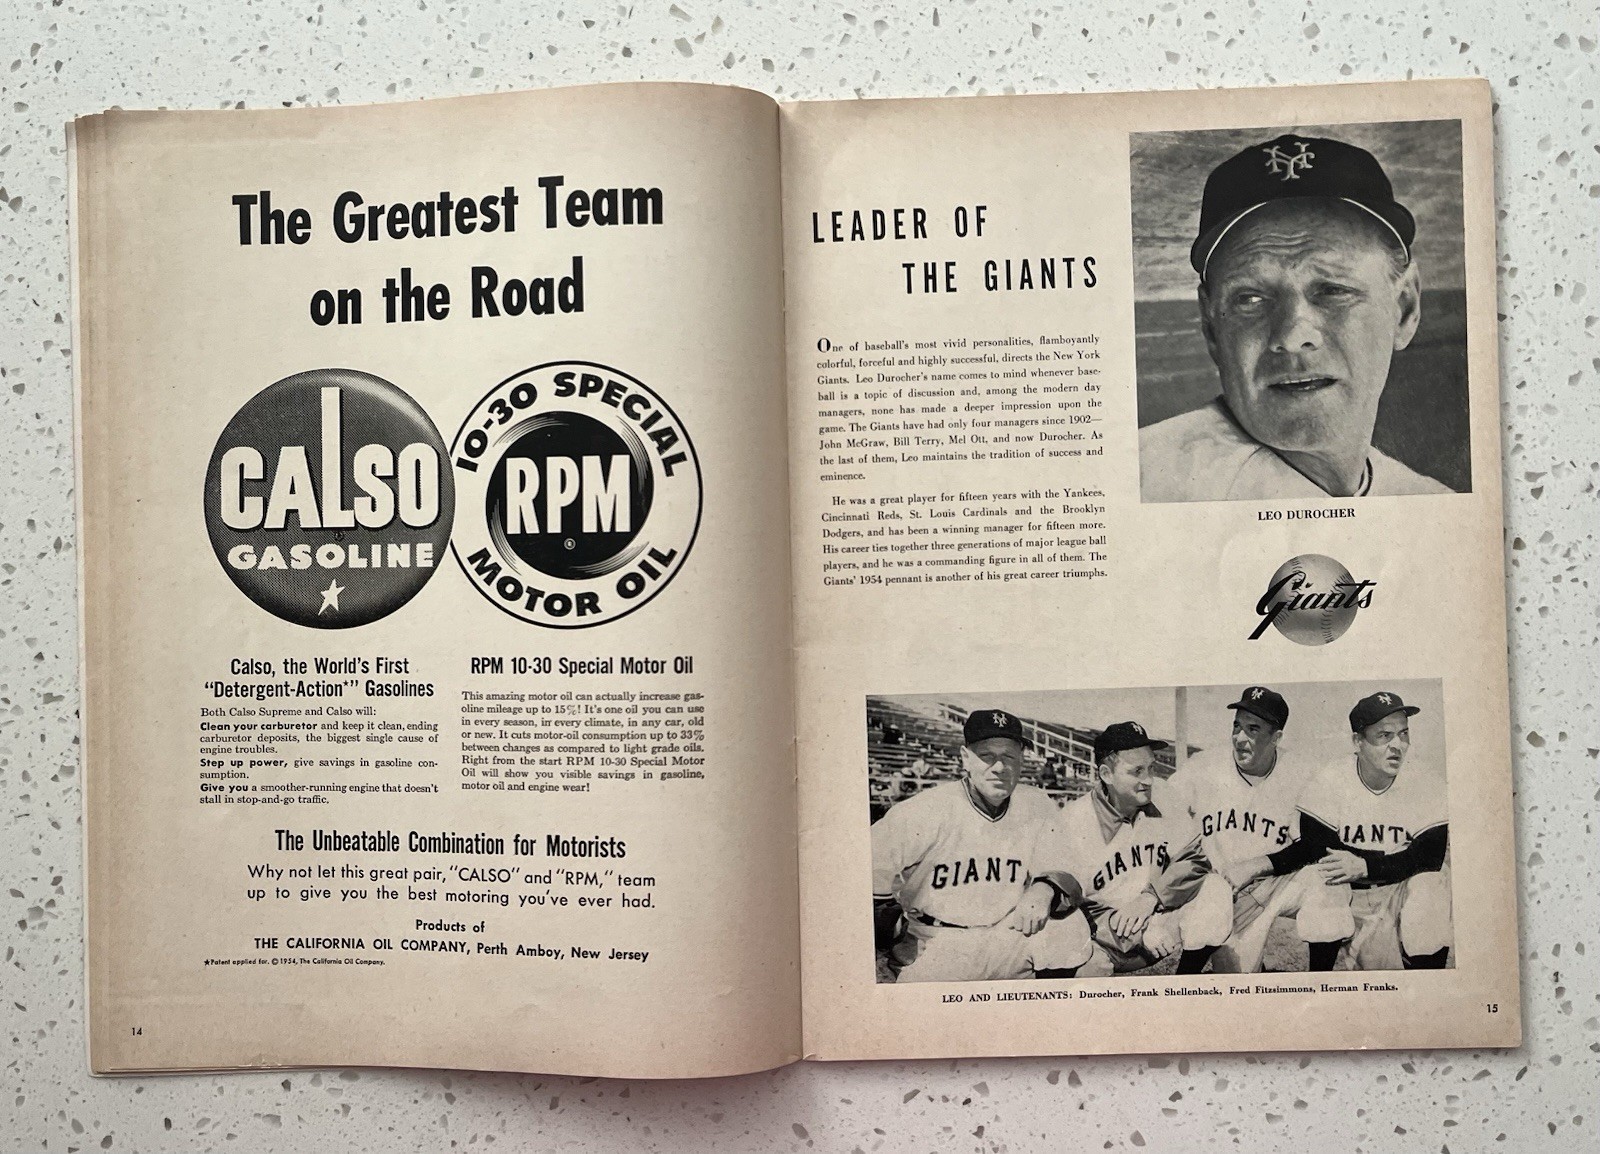 The Greatest Team
on the Road
CALSO
GASOLINE
10-30 SPECIAL
RPM
®
MOTOR OIL
Calso, the World's First
"Detergent-Action*" Gasolines
Both Calso Supreme and Calso will:
Clean your carburetor and keep it clean, ending
carburetor deposits, the biggest single cause of
engine troubles.
Step up power, give savings in gasoline con-
sumption.
Give you a smoother-running engine that doesn't
stall in stop-and-go traffic.
RPM 10-30 Special Motor Oil
This amazing motor oil can actually increase gas-
oline mileage up to 15%! It's one oil you can use
in every season, in every climate, in any car, old
or new. It cuts motor-oil consumption up to 33%
between changes as compared to light grade oils.
Right from the start RPM 10-30 Special Motor
Oil will show you visible savings in gasoline,
motor oil and engine wear!
The Unbeatable Combination for Motorists
Why not let this great pair, "CALSO" and "RPM," team
up to give you the best motoring you've ever had.
Products of
THE CALIFORNIA OIL COMPANY, Perth Amboy, New Jersey
★Patent applied for. © 1954, The California Oil Company.
14
LEADER OF
THE GIANTS
One of baseball's most vivid personalities, flamboyantly
colorful, forceful and highly successful, directs the New York
Giants. Leo Durocher's name comes to mind whenever base-
ball is a topic of discussion and, among the modern day
managers, none has made a deeper impression upon the
game. The Giants have had only four managers since 1902—
John McGraw, Bill Terry, Mel Ott, and now Durocher. As
the last of them, Leo maintains the tradition of success and
eminence.
He was a great player for fifteen years with the Yankees,
Cincinnati Reds, St. Louis Cardinals and the Brooklyn
Dodgers, and has been a winning manager for fifteen more.
His career ties together three generations of major league ball
players, and he was a commanding figure in all of them. The
Giants' 1954 pennant is another of his great career triumphs.
NY
LEO DUROCHER
Giants
NY
NY
NY
NY
GIANT
GIANTS
GIANTS
IANT
LEO AND LIEUTENANTS: Durocher, Frank Shellenback, Fred Fitzsimmons, Herman Franks.
15